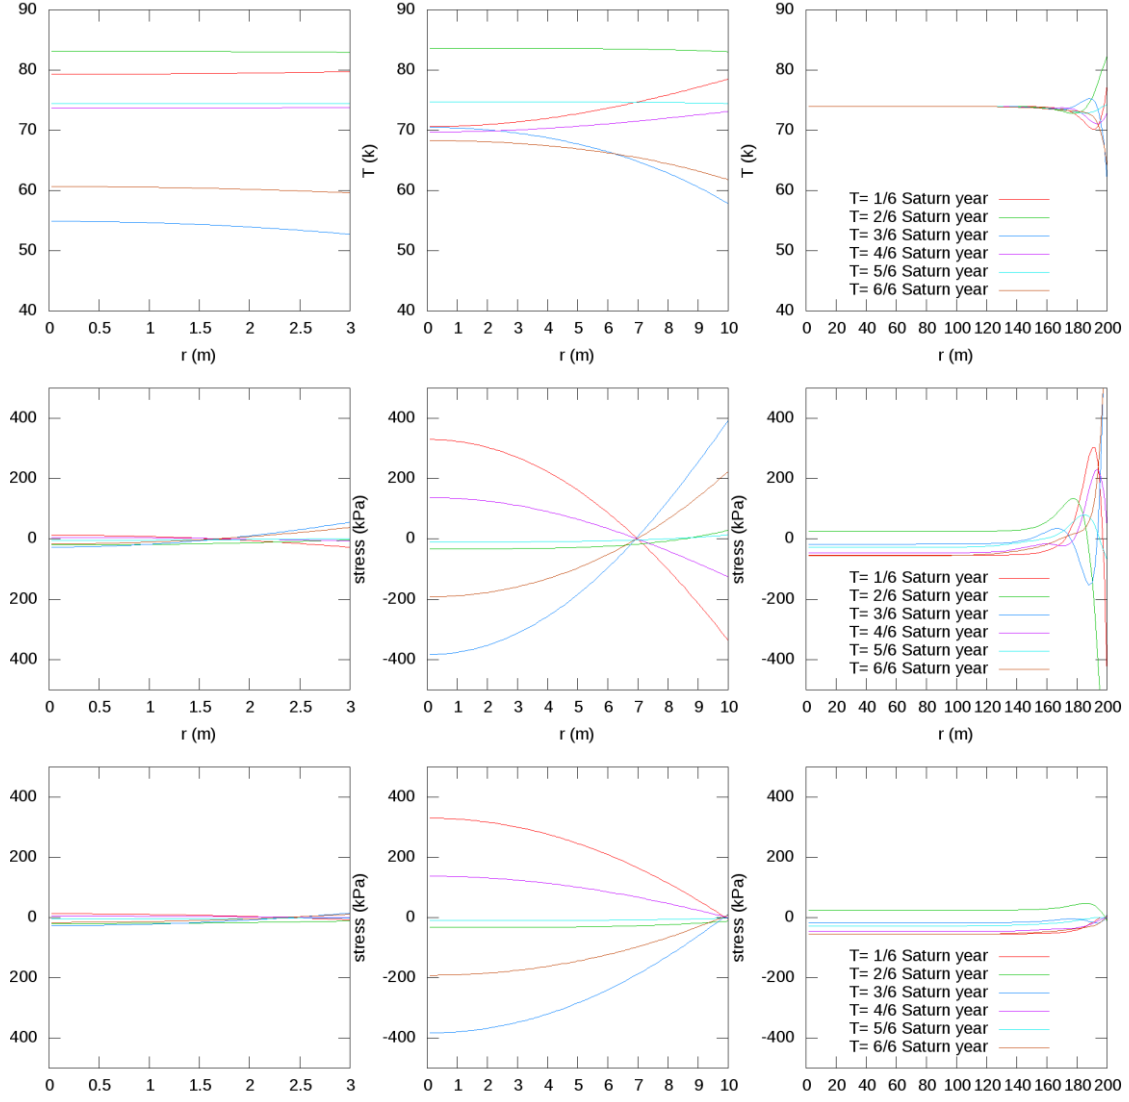 90
80
70
60
50
40
0 0.5 1 1.5 2 2.5 3
r (m)
T (k)
90
80
70
60
50
40
0 1 2 3 4 5 6 7 8 9 10
r (m)
T (k)
90
80
70
60
50
40
T= 1/6 Saturn year
T= 2/6 Saturn year
T= 3/6 Saturn year
T= 4/6 Saturn year
T= 5/6 Saturn year
T= 6/6 Saturn year
0 20 40 60 80 100 120 140 160 180 200
r (m)
400
200
0
200
400
0 0.5 1 1.5 2 2.5 3
r (m)
stress (kPa)
400
200
0
-200
-400
0 1 2 3 4 5 6 7 8 9 10
r (m)
stress (kPa)
400
200
0
-200
-400
T= 1/6 Saturn year
T= 2/6 Saturn year
T= 3/6 Saturn year
T= 4/6 Saturn year
T= 5/6 Saturn year
T= 6/6 Saturn year
0 20 40 60 80 100 120 140 160 180 200
r (m)
400
200
0
200
400
0 0.5 1 1.5 2 2.5 3
r (m)
stress (kPa)
400
200
0
-200
-400
0 1 2 3 4 5 6 7 8 9 10
r (m)
stress (kPa)
400
200
0
-200
-400
T= 1/6 Saturn year
T= 2/6 Saturn year
T= 3/6 Saturn year
T= 4/6 Saturn year
T= 5/6 Saturn year
T= 6/6 Saturn year
0 20 40 60 80 100 120 140 160 180 200
r (m)